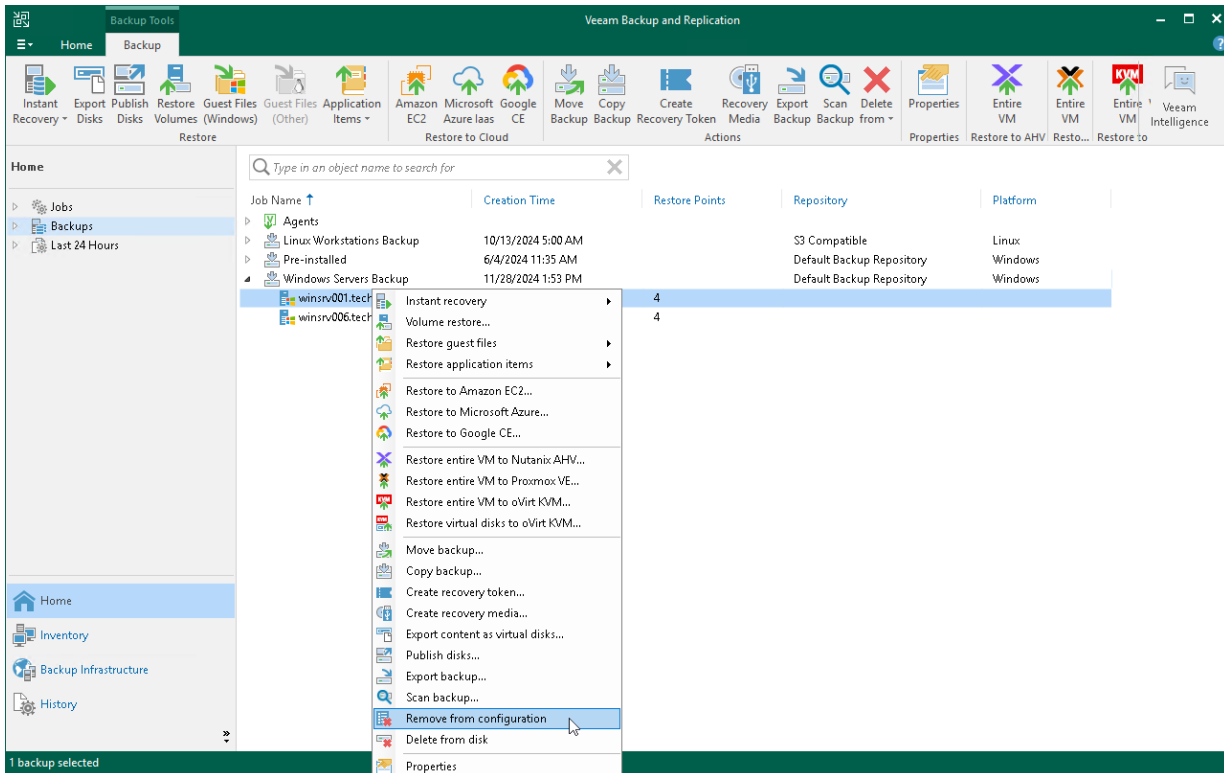 Backup Tools
Veeam Backup and Replication
Home Backup
Instant Recovery
Export Disks
Publish Disks
Restore Volumes
Guest Files (Windows)
Guest Files (Other)
Application Items
Amazon EC2
Microsoft Azure Iaas
Google CE
Move Backup
Copy Backup
Create Recovery Token
Recovery Media
Export Backup
Scan Backup
Delete from
Properties
Entire VM
Entire VM
Entire VM
Veeam Intelligence
Restore
Restore to Cloud
Actions
Properties
Restore to AHV
Resto...
Restore to
Home
Jobs
Backups
Last 24 Hours
Type in an object name to search for
Job Name Creation Time Restore Points Repository Platform
Agents
Linux Workstations Backup 10/13/2024 5:00 AM S3 Compatible Linux
Pre-installed 6/4/2024 11:35 AM Default Backup Repository Windows
Windows Servers Backup 11/28/2024 1:53 PM Default Backup Repository Windows
winsrv001.tech 4
winsrv006.tech 4
Instant recovery
Volume restore...
Restore guest files
Restore application items
Restore to Amazon EC2...
Restore to Microsoft Azure...
Restore to Google CE...
Restore entire VM to Nutanix AHV...
Restore entire VM to Proxmox VE...
Restore entire VM to oVirt KVM...
Restore virtual disks to oVirt KVM...
Move backup...
Copy backup...
Create recovery token...
Create recovery media...
Export content as virtual disks...
Publish disks...
Export backup...
Scan backup...
Remove from configuration
Delete from disk
Properties
Home
Inventory
Backup Infrastructure
History
1 backup selected